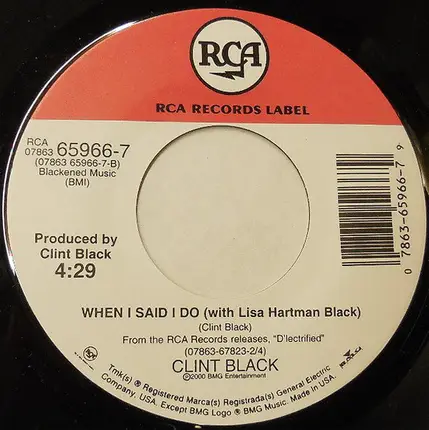 RCA
RCA RECORDS LABEL
RCA
07863 65966-7
(07863 65966-7-B)
Blackened Music
(BMI)
Produced by
Clint Black
4:29
0 7863-65966-7 9
WHEN I SAID I DO (with Lisa Hartman Black)
(Clint Black)
From the RCA Records releases, "D'lectrified"
(07863-67823-2/4)
CLINT BLACK
©2000 BMG Entertainment
RCA
Tmk(s) ® Registered Marca(s) Registrada(s) General Electric
Company, USA. Except BMG Logo ® BMG Music. Made in USA.